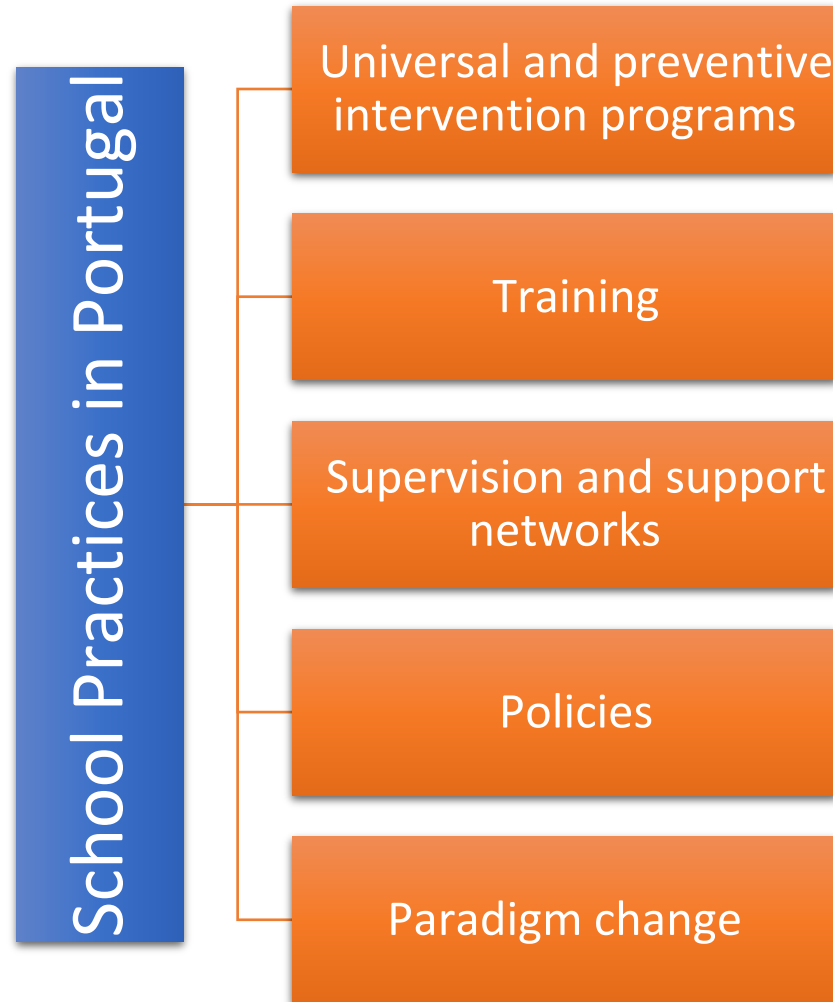 School Practices in Portugal
Universal and preventive
intervention programs
Training
Supervision and support
networks
Policies
Paradigm change